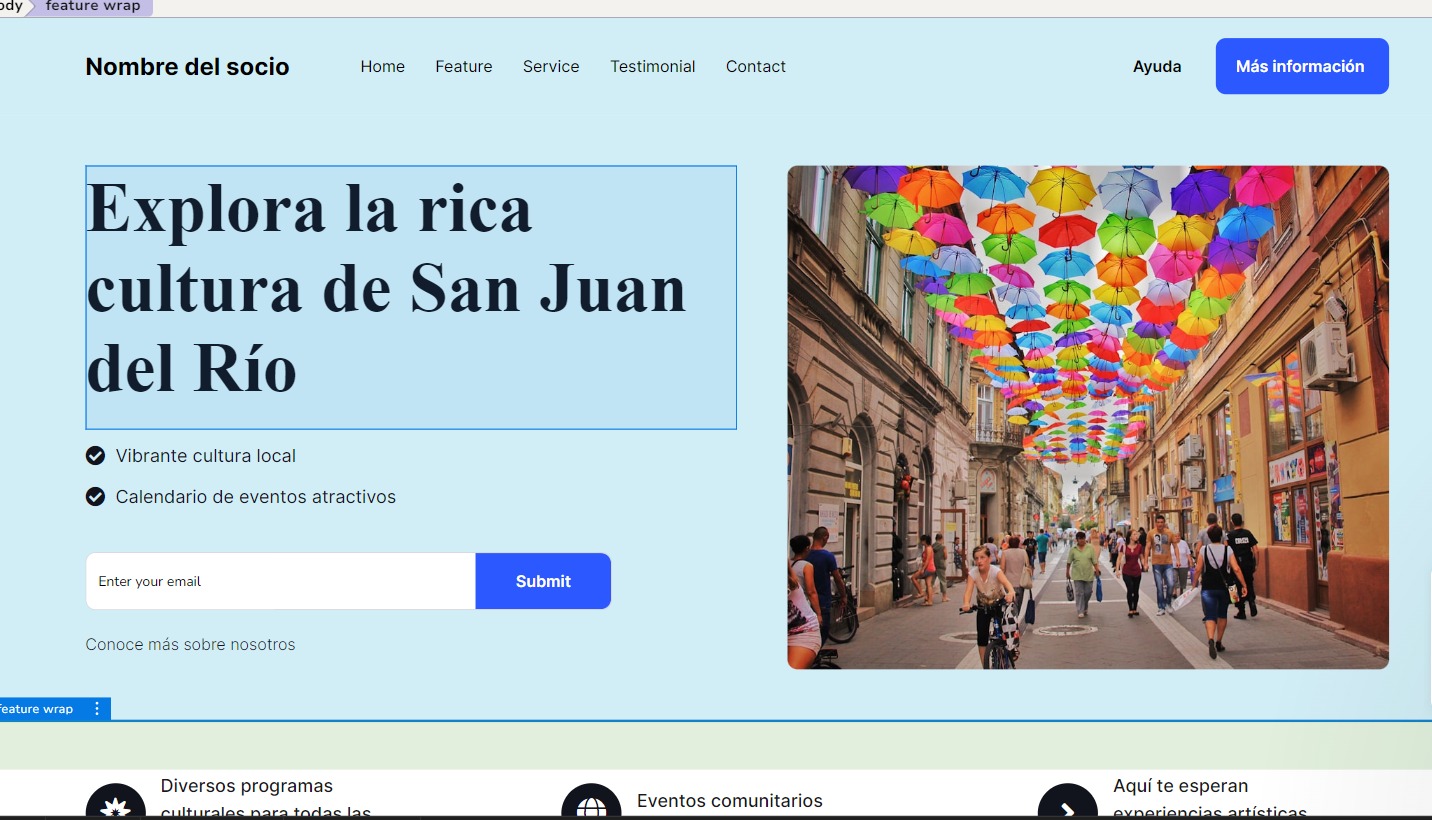 ody
feature wrap
Nombre del socio
Home
Feature
Service
Testimonial
Contact
Ayuda
Más información
Explora la rica
cultura de San Juan
del Río
Vibrante cultura local
Calendario de eventos atractivos
Enter your email
Submit
Conoce más sobre nosotros
feature wrap
Diversos programas
culturales para todas las
Eventos comunitarios
Aquí te esperan
experiencias artísticas